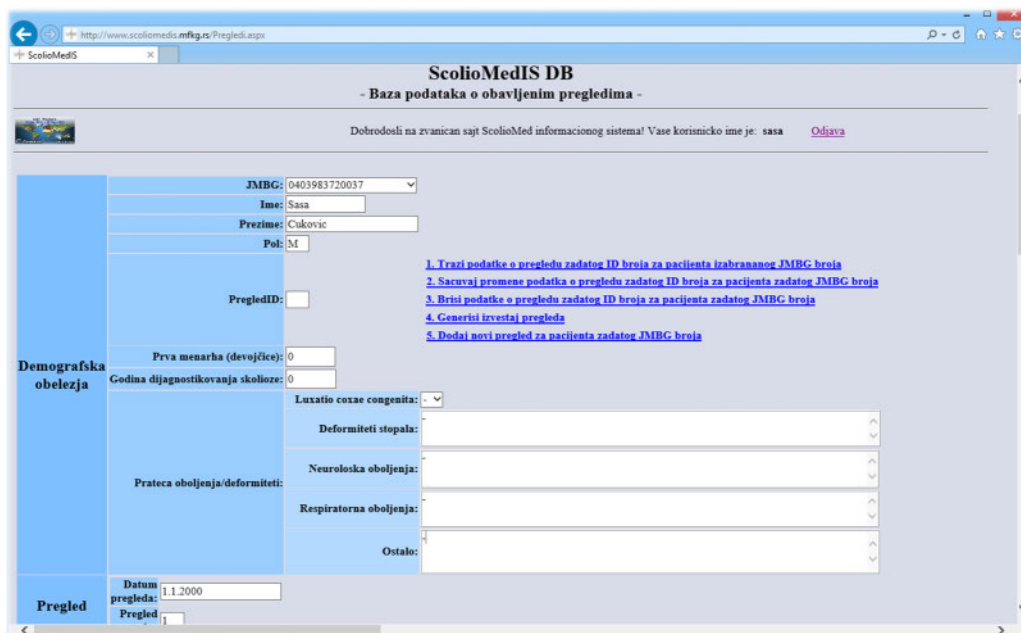 http://www.scoliomedis.mfkg.rs/Pregledi.aspx
ScolioMedIS
ScolioMedIS DB
- Baza podataka o obavljenim pregledima -
Dobrodosli na zvanican sajt ScolioMed informacionog sistema! Vase korisnicko ime je: sasa Odjava
JMBG: 0403983720037
Ime: Sasa
Prezime: Cukovic
Pol: M
1. Trazi podatke o pregledu zadatog ID broja za pacijenta izabrananog JMBG broja
2. Sacuvaj promene podatka o pregledu zadatog ID broja za pacijenta zadatog JMBG broj
PregledID:
3. Brisi podatke o pregledu zadatog ID broja za pacijenta zadatog JMBG broja
4. Generisi izvestaj pregleda
5. Dodaj novi pregled za pacijenta zadatog JMBG broja
Demografska obelezja
Prva menarha (devojčice): 0
Godina dijagnostikovanja skolioze: 0
Prateca oboljenja/deformiteti:
Luxatio coxae congenita: -
Deformiteti stopala: -
Neuroloska oboljenja: -
Respiratorna oboljenja: -
Ostalo: -
Pregled
Datum pregleda: 1.1.2000
Pregled 1